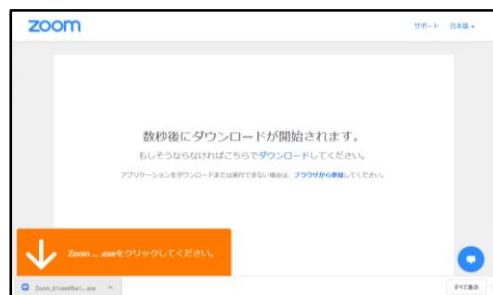 zoom
サポート 日本語
数秒後にダウンロードが開始されます。
もしそうならなければこちらでダウンロードしてください。
アプリケーションをダウンロードまたは実行できない場合は、ブラウザから参加してください。
Zoom ... .exeをクリックしてください。
すべて表示